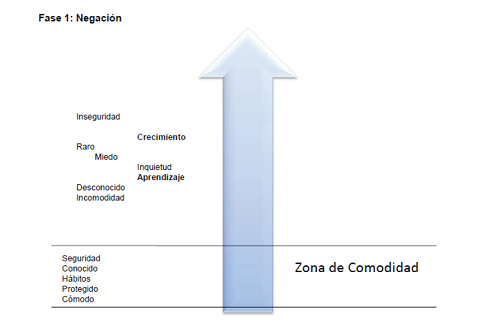 Fase 1: Negación
Inseguridad
Crecimiento
Raro
Miedo
Inquietud
Aprendizaje
Desconocido
Incomodidad
Seguridad
Conocido
Hábitos
Protegido
Cómodo
Zona de Comodidad